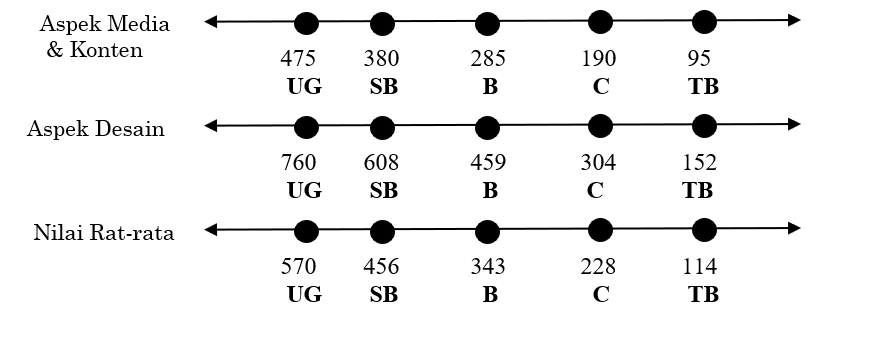 Aspek Media
& Konten
475 380 285 190 95
UG SB B C TB
Aspek Desain
760 608 459 304 152
UG SB B C TB
Nilai Rat-rata
570 456 343 228 114
UG SB B C TB